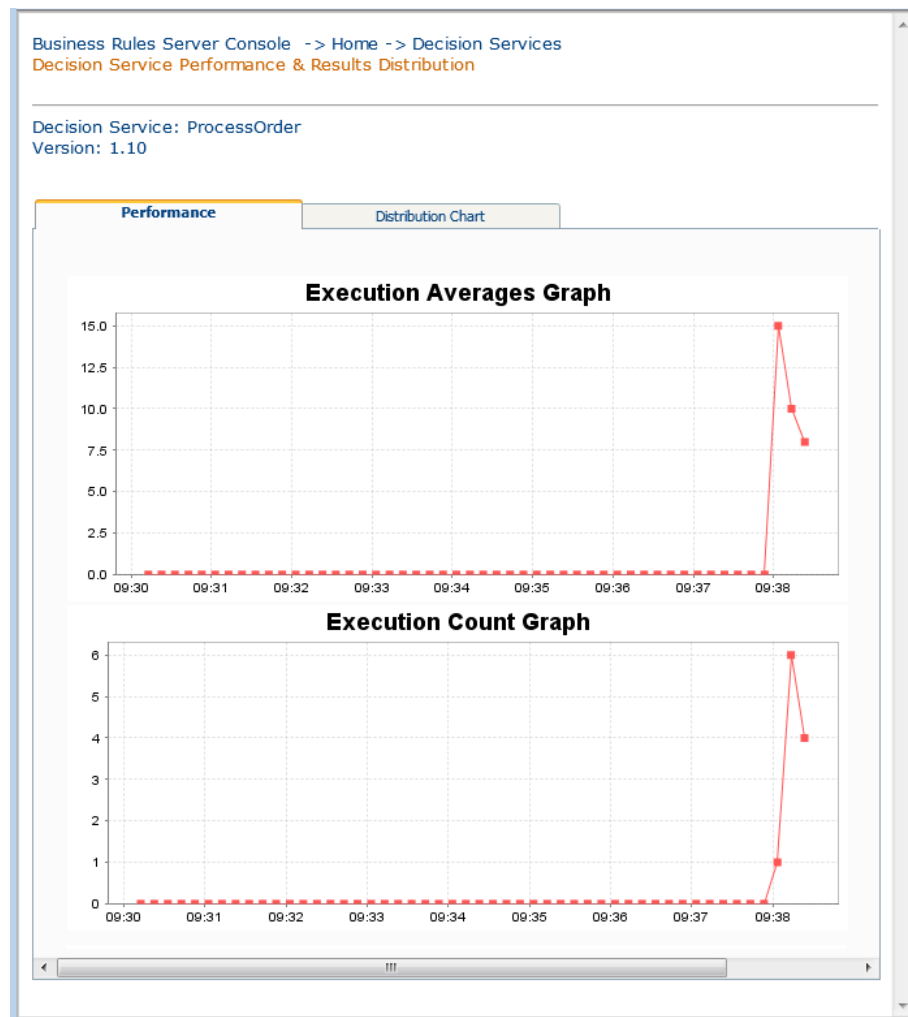 Business Rules Server Console -> Home -> Decision Services
Decision Service Performance & Results Distribution
Decision Service: ProcessOrder
Version: 1.10
Performance
Distribution Chart
Execution Averages Graph
15.0
12.5
10.0
7.5
5.0
2.5
0.0
09:30 09:31 09:32 09:33 09:34 09:35 09:36 09:37 09:38
Execution Count Graph
6
5
4
3
2
1
0
09:30 09:31 09:32 09:33 09:34 09:35 09:36 09:37 09:38